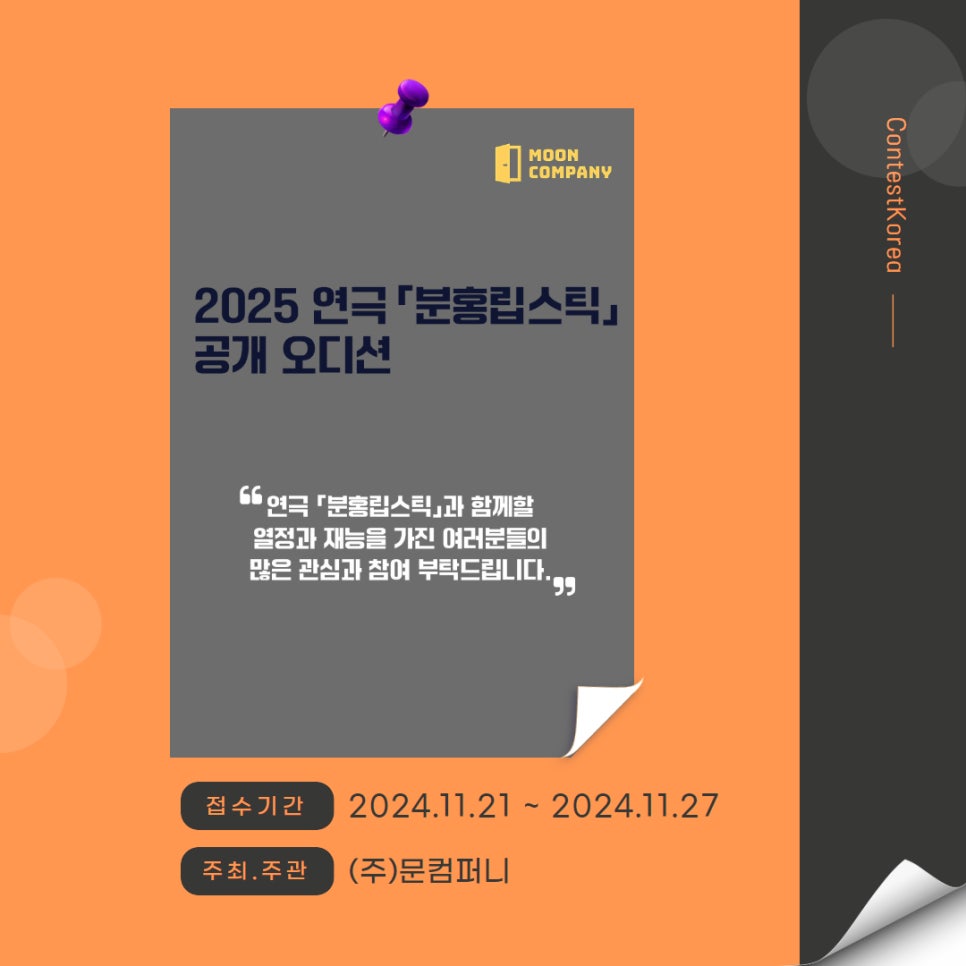 MOON
COMPANY
ContestKorea
2025 연극 「분홍립스틱」
공개 오디션
“연극 「분홍립스틱」과 함께할
열정과 재능을 가진 여러분들의
많은 관심과 참여 부탁드립니다.”
접수기간 2024.11.21 ~ 2024.11.27
주최.주관 (주)문컴퍼니